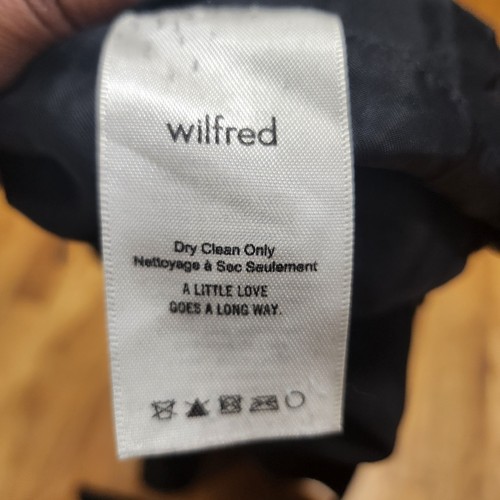 wilfred
Dry Clean Only
Nettoyage à Sec Seulement
A LITTLE LOVE
GOES A LONG WAY.